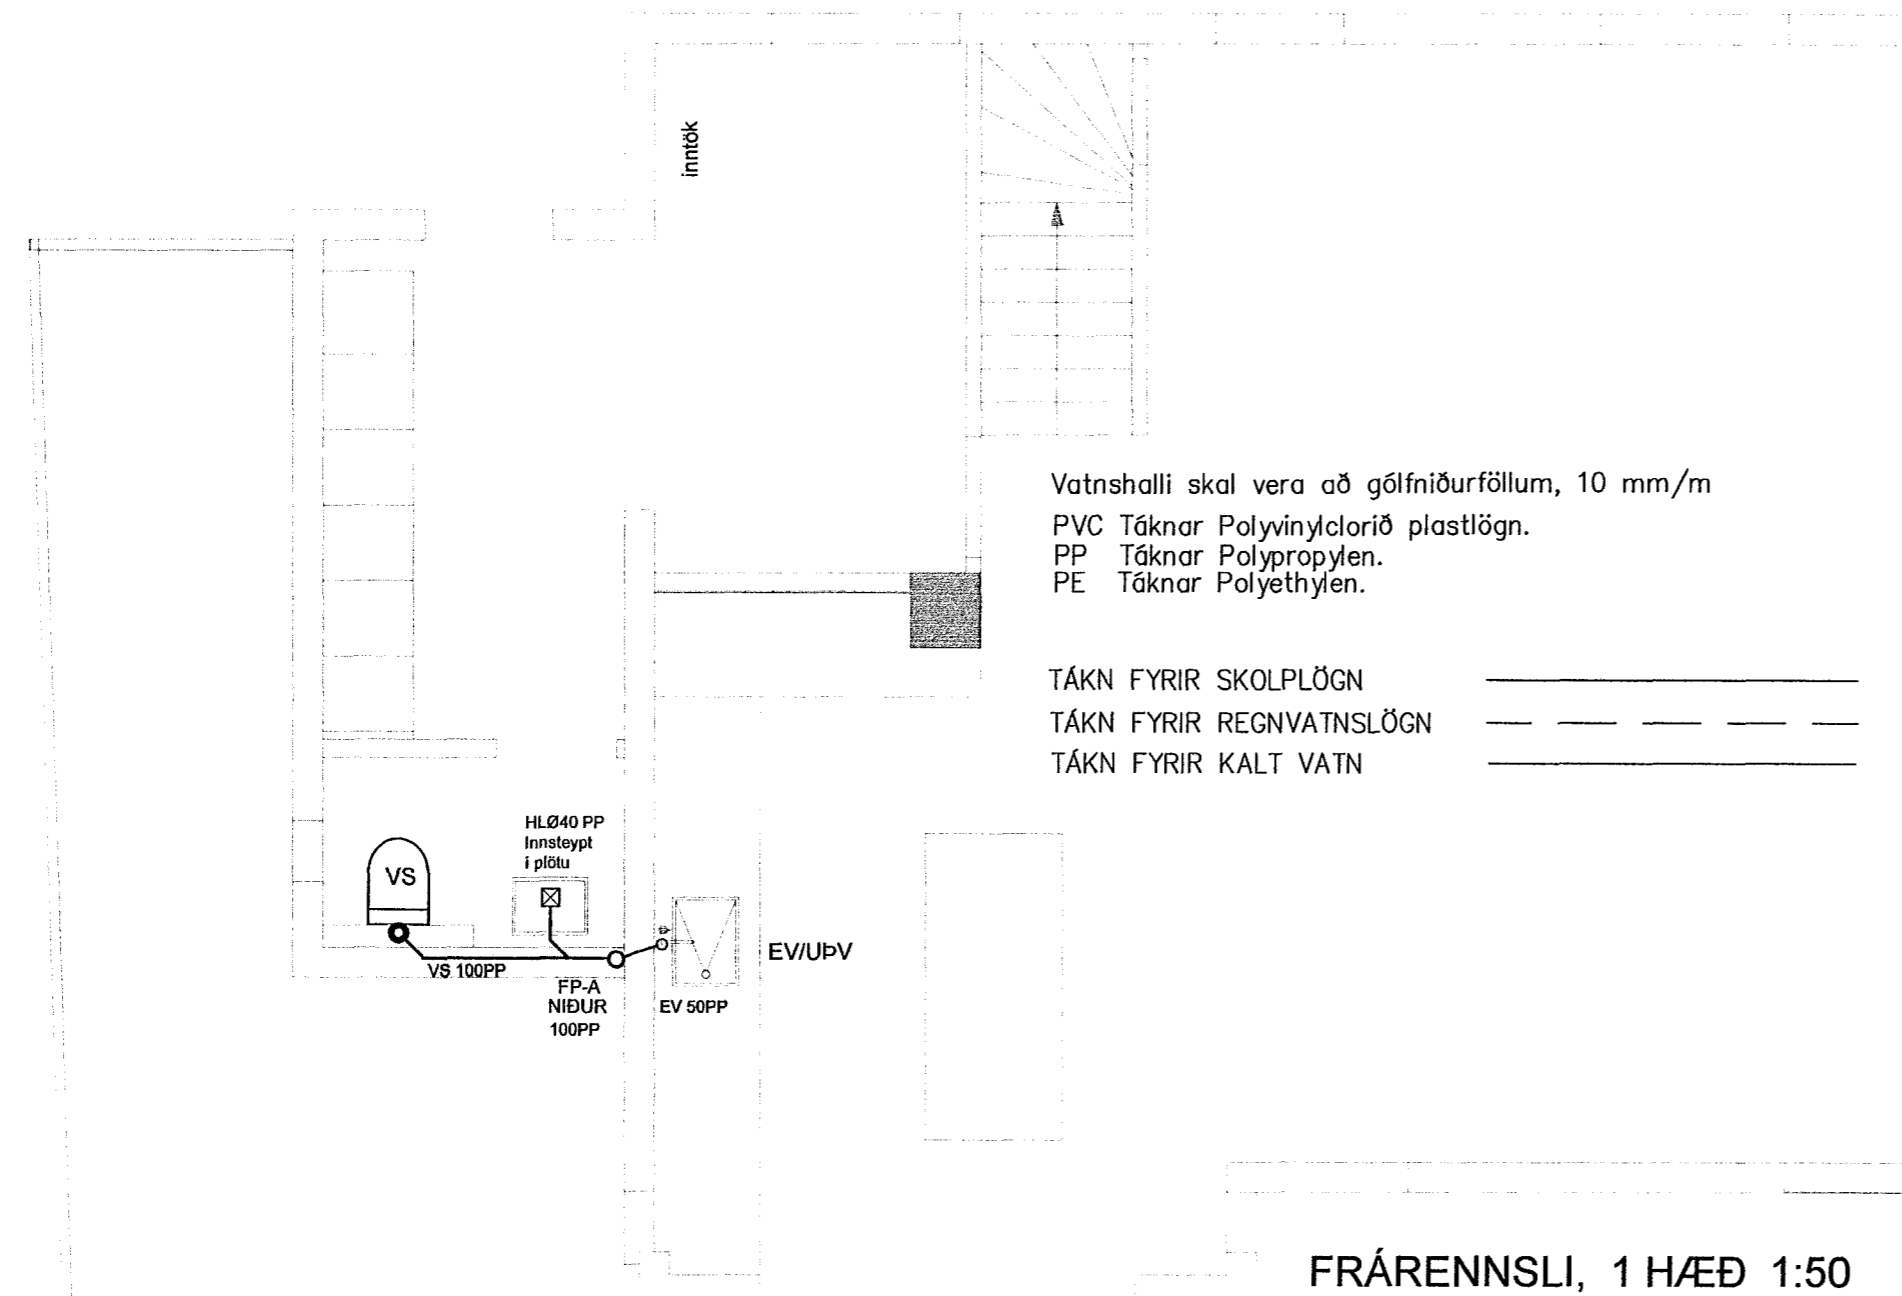 inntök
Vatnshalli skal vera að gólfniðurföllum, 10 mm/m
PVC Táknar Polyvinylclorið plastlögn.
PP Táknar Polypropylen.
PE Táknar Polyethylen.
TÁKN FYRIR SKOLPLÖGN
TÁKN FYRIR REGNVATNSLÖGN
TÁKN FYRIR KALT VATN
HLØ40 PP
Innsteypt
í plötu
VS
VS 100PP
FP-A
NIÐUR
100PP
EV 50PP
EV/UÞV
FRÁRENNSLI, 1 HÆÐ 1:50